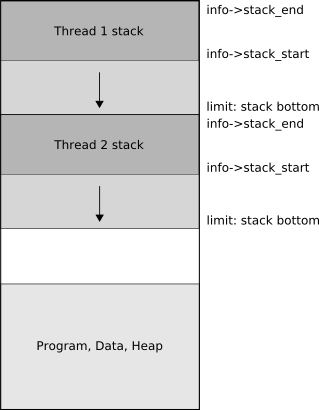 info->stack_end
Thread 1 stack
info->stack_start
limit: stack bottom
info->stack_end
Thread 2 stack
info->stack_start
limit: stack bottom
Program, Data, Heap